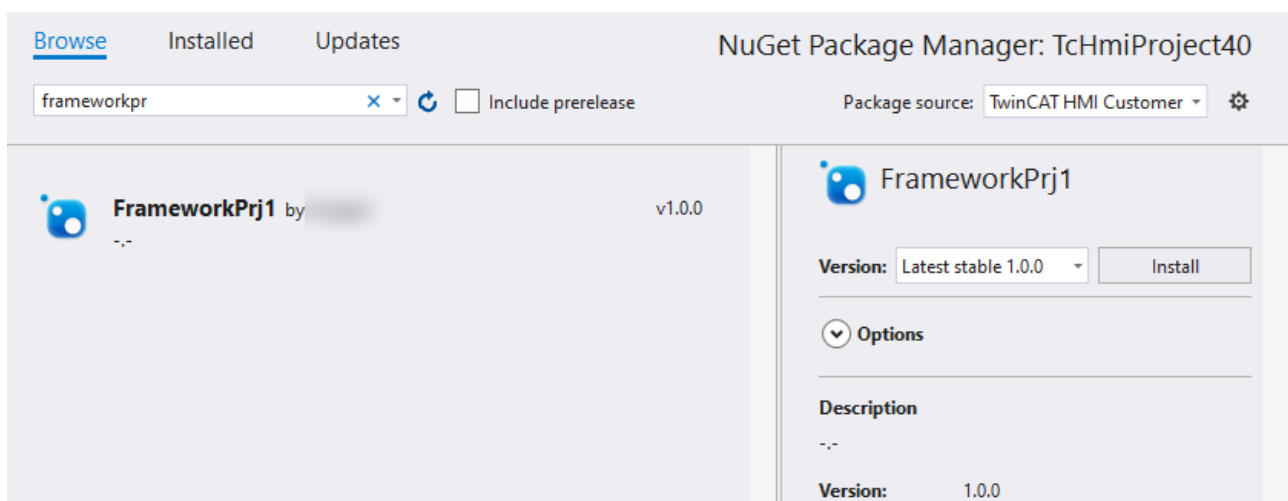 Browse Installed Updates
NuGet Package Manager: TcHmiProject40
frameworkpr
Include prerelease
Package source: TwinCAT HMI Customer
FrameworkPrj1 by
v1.0.0
-.-
FrameworkPrj1
Version: Latest stable 1.0.0 Install
Options
Description
-.-
Version: 1.0.0